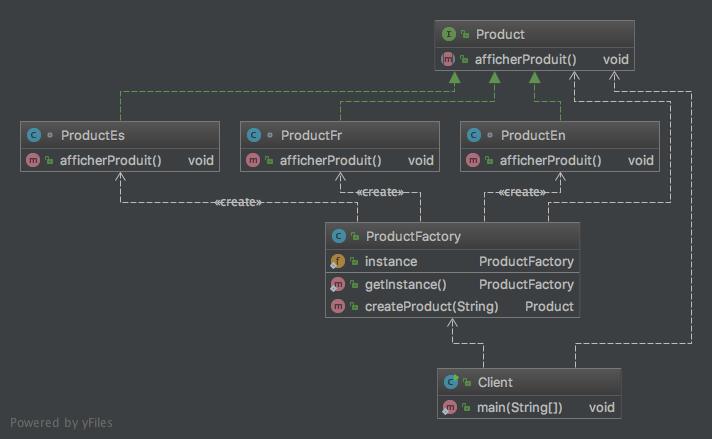 Product
afficherProduit() void
ProductEs
afficherProduit() void
ProductFr
afficherProduit() void
ProductEn
afficherProduit() void
«create»
«create»
«create»
ProductFactory
instance ProductFactory
getInstance() ProductFactory
createProduct(String) Product
Client
main(String[]) void
Powered by yFiles